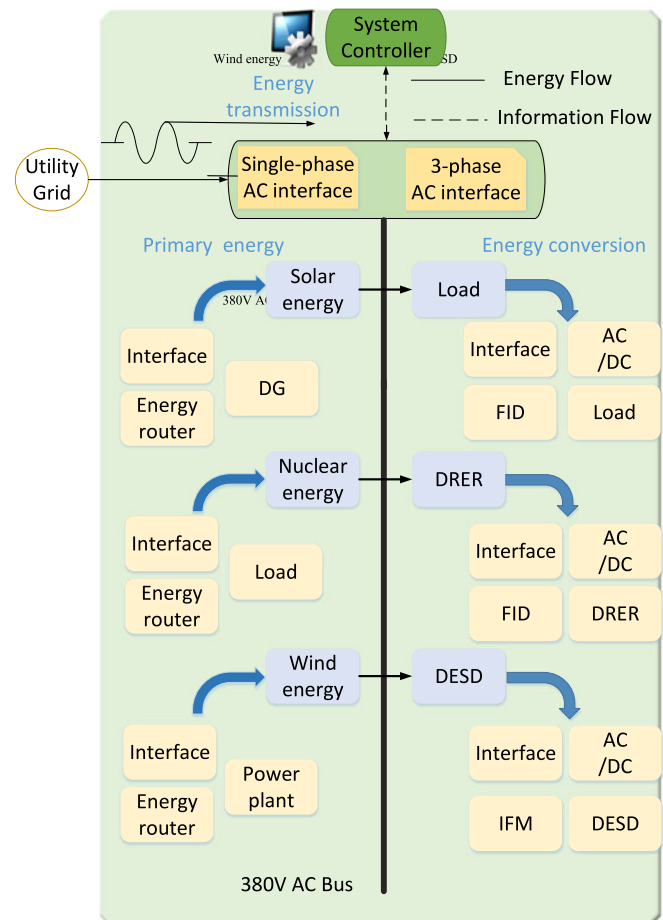 System
Controller
Wind energy
SD
Energy
transmission
Energy Flow
Information Flow
Utility
Grid
Single-phase
AC interface
3-phase
AC interface
Primary energy
Energy conversion
Solar
energy
Load
380V AC
Interface
DG
Energy
router
Interface
AC
/DC
FID
Load
Nuclear
energy
DRER
Interface
Load
Energy
router
Interface
AC
/DC
FID
DRER
Wind
energy
DESD
Interface
Power
plant
Energy
router
Interface
AC
/DC
IFM
DESD
380V AC Bus